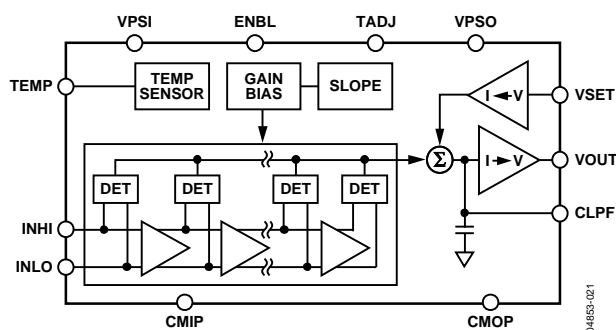 VPSI ENBL TADJ VPSO
TEMP
TEMP SENSOR
GAIN BIAS
SLOPE
I V
VSET
DET DET DET DET
Σ
I V
VOUT
CLPF
INHI
INLO
CMIP CMOP
04853-021